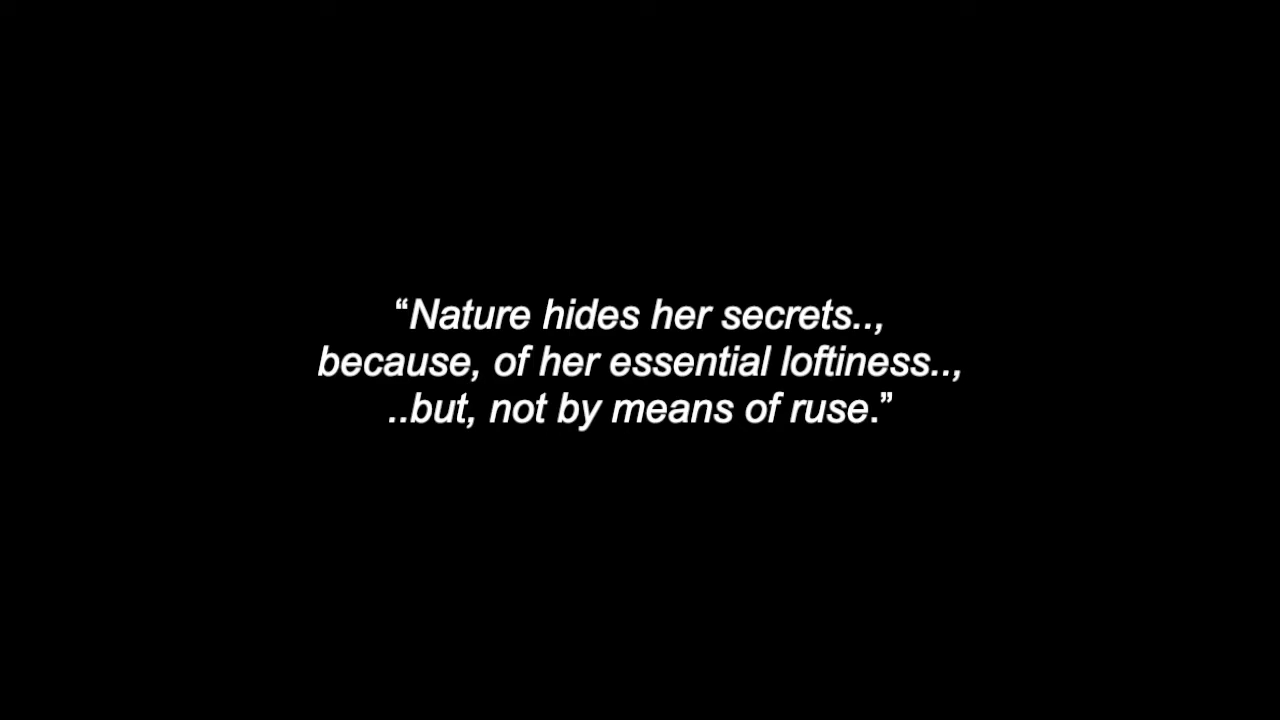 “Nature hides her secrets..,
because, of her essential loftiness..,
..but, not by means of ruse.”